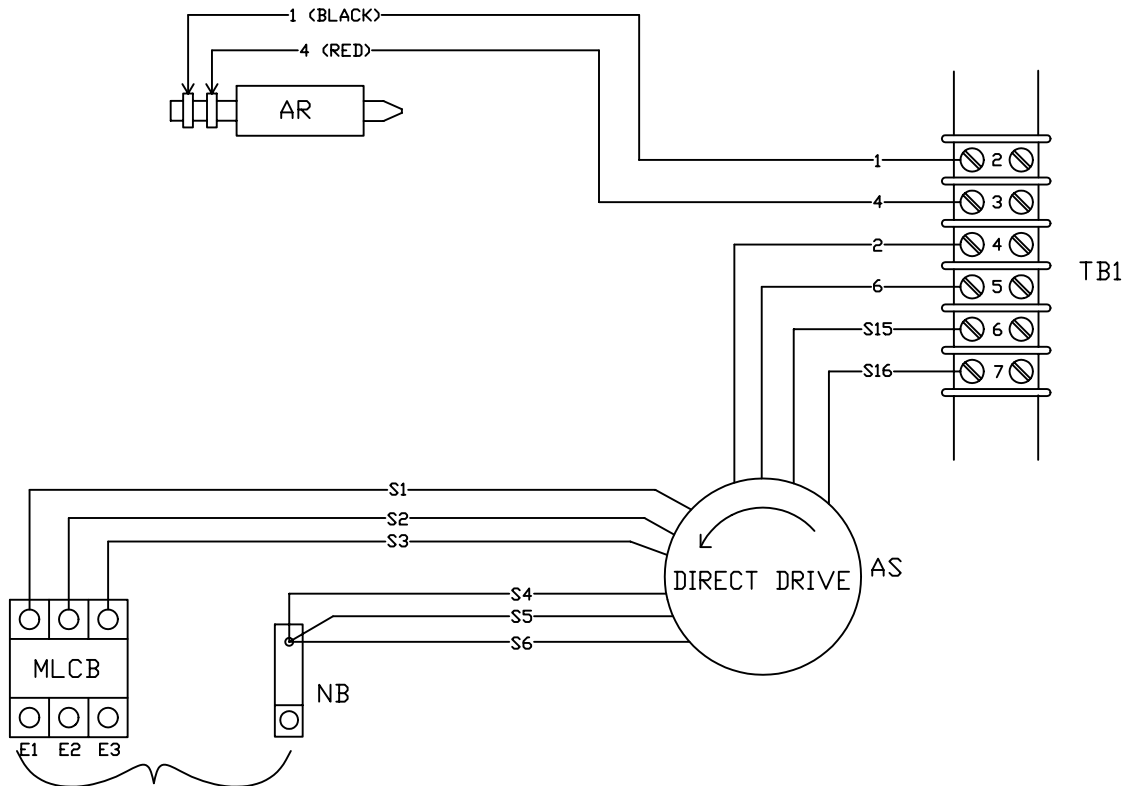 1 (BLACK)
4 (RED)
AR
1 2
4 3
2 4
TB1
6 5
S15 6
S16 7
S1
S2
S3
AS
DIRECT DRIVE
S4
S5
S6
MLCB
NB
E1 E2 E3